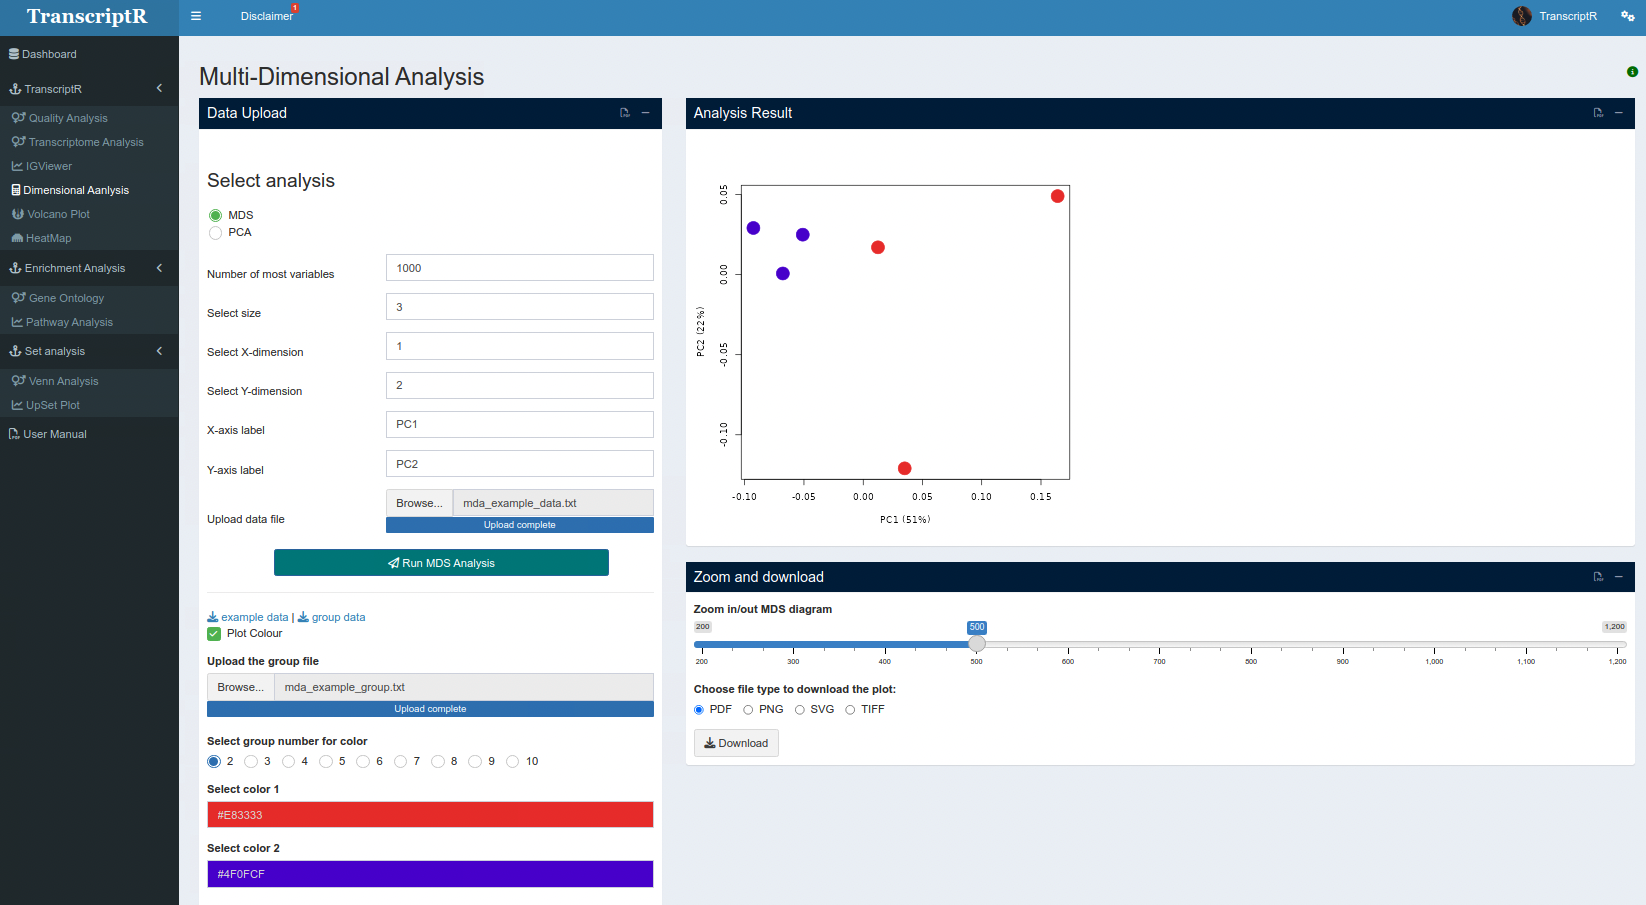 TranscriptR
Disclaimer
1
TranscriptR
Dashboard
TranscriptR
Quality Analysis
Transcriptome Analysis
IGViewer
Dimensional Aanlysis
Volcano Plot
HeatMap
Enrichment Analysis
Gene Ontology
Pathway Analysis
Set analysis
Venn Analysis
UpSet Plot
User Manual
Multi-Dimensional Analysis
Data Upload
Select analysis
MDS
PCA
Number of most variables
1000
Select size
3
Select X-dimension
1
Select Y-dimension
2
X-axis label
PC1
Y-axis label
PC2
Upload data file
Browse...
mda_example_data.txt
Upload complete
Run MDS Analysis
example data | group data
Plot Colour
Upload the group file
Browse...
mda_example_group.txt
Upload complete
Select group number for color
2 3 4 5 6 7 8 9 10
Select color 1
#E83333
Select color 2
#4F0FCF
Analysis Result
0.05
0.00
-0.05
-0.10
PC2 (22%)
-0.10 -0.05 0.00 0.05 0.10 0.15
PC1 (51%)
Zoom and download
Zoom in/out MDS diagram
200 500 1,200
200 300 400 500 600 700 800 900 1,000 1,100 1,200
Choose file type to download the plot:
PDF PNG SVG TIFF
Download